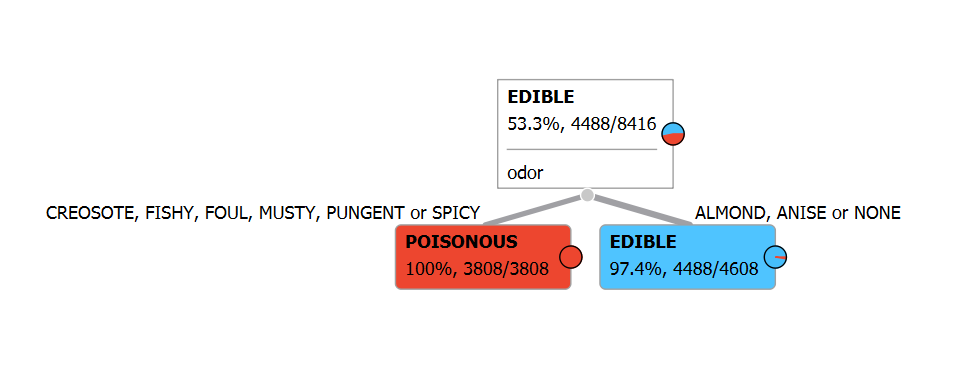 EDIBLE
53.3%, 4488/8416
odor
CREOSOTE, FISHY, FOUL, MUSTY, PUNGENT or SPICY
ALMOND, ANISE or NONE
POISONOUS
100%, 3808/3808
EDIBLE
97.4%, 4488/4608